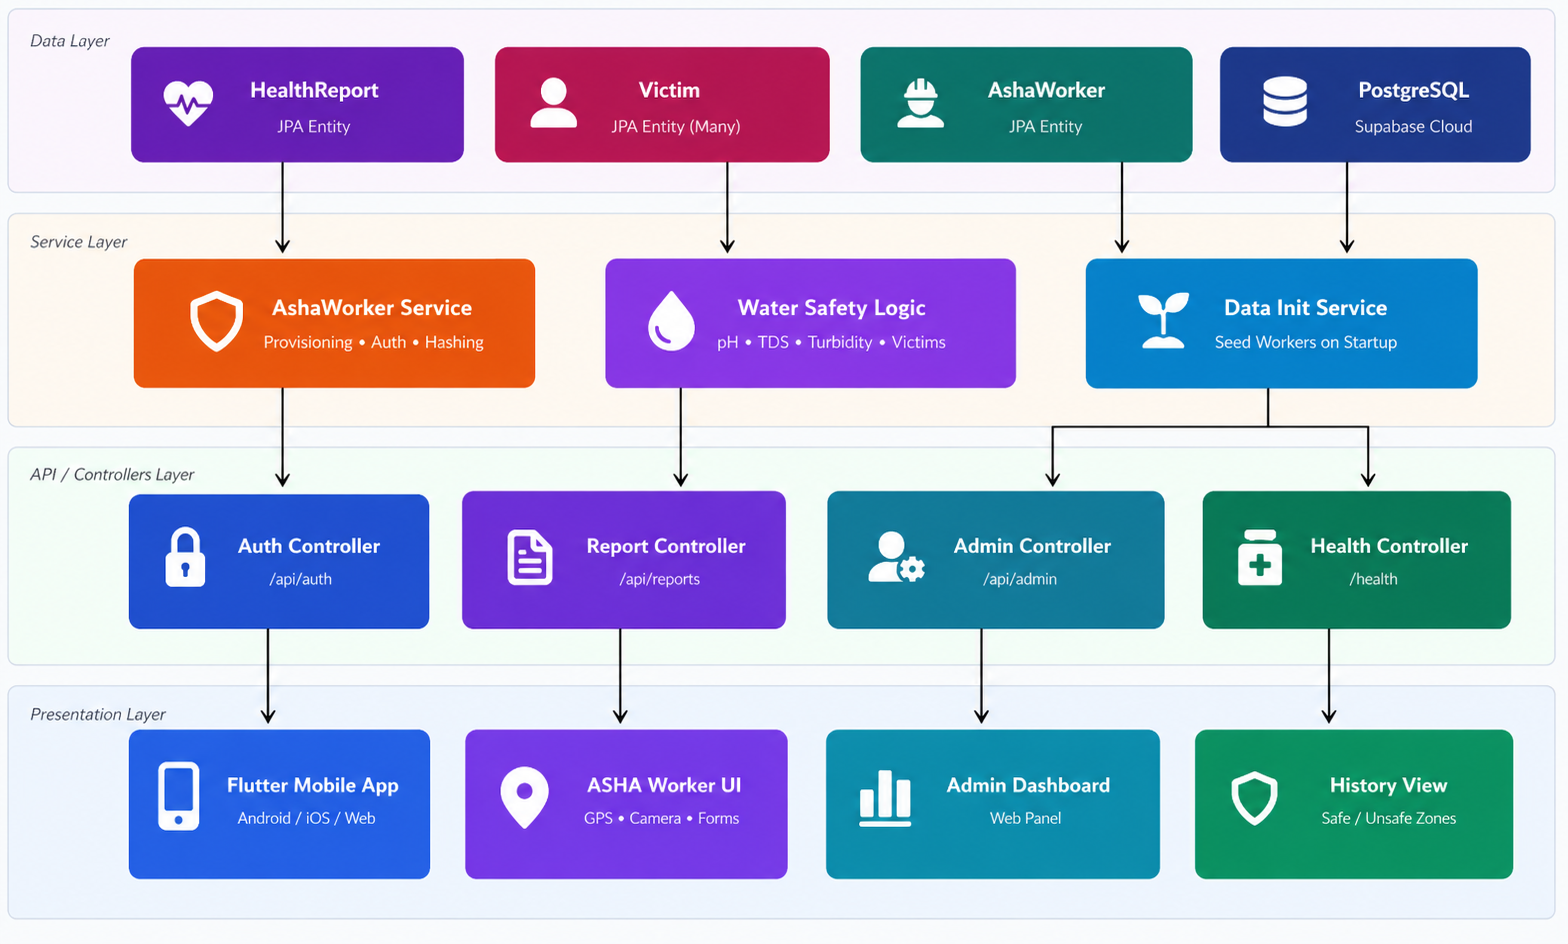 Data Layer
HealthReport
JPA Entity
Victim
JPA Entity (Many)
AshaWorker
JPA Entity
PostgreSQL
Supabase Cloud
Service Layer
AshaWorker Service
Provisioning • Auth • Hashing
Water Safety Logic
pH • TDS • Turbidity • Victims
Data Init Service
Seed Workers on Startup
API / Controllers Layer
Auth Controller
/api/auth
Report Controller
/api/reports
Admin Controller
/api/admin
Health Controller
/health
Presentation Layer
Flutter Mobile App
Android / iOS / Web
ASHA Worker UI
GPS • Camera • Forms
Admin Dashboard
Web Panel
History View
Safe / Unsafe Zones